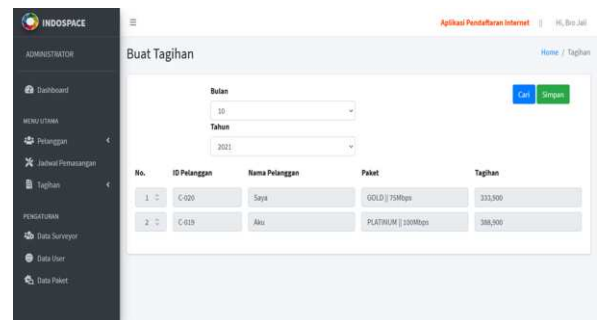 INDOSPACE
Aplikasi Pendaftaran Internet || Hi, Bro Jali
ADMINISTRATOR
Buat Tagihan
Home / Tagihan
Dashboard
MENU UTAMA
Pelanggan
Jadwal Pemasangan
Tagihan
PENGATURAN
Data Surveyor
Data User
Data Paket
Bulan
10
Tahun
2021
Cari Simpan
No. ID Pelanggan Nama Pelanggan Paket Tagihan
1 C-020 Saya GOLD || 75Mbps 333,900
2 C-019 Aku PLATINUM || 100Mbps 388,900